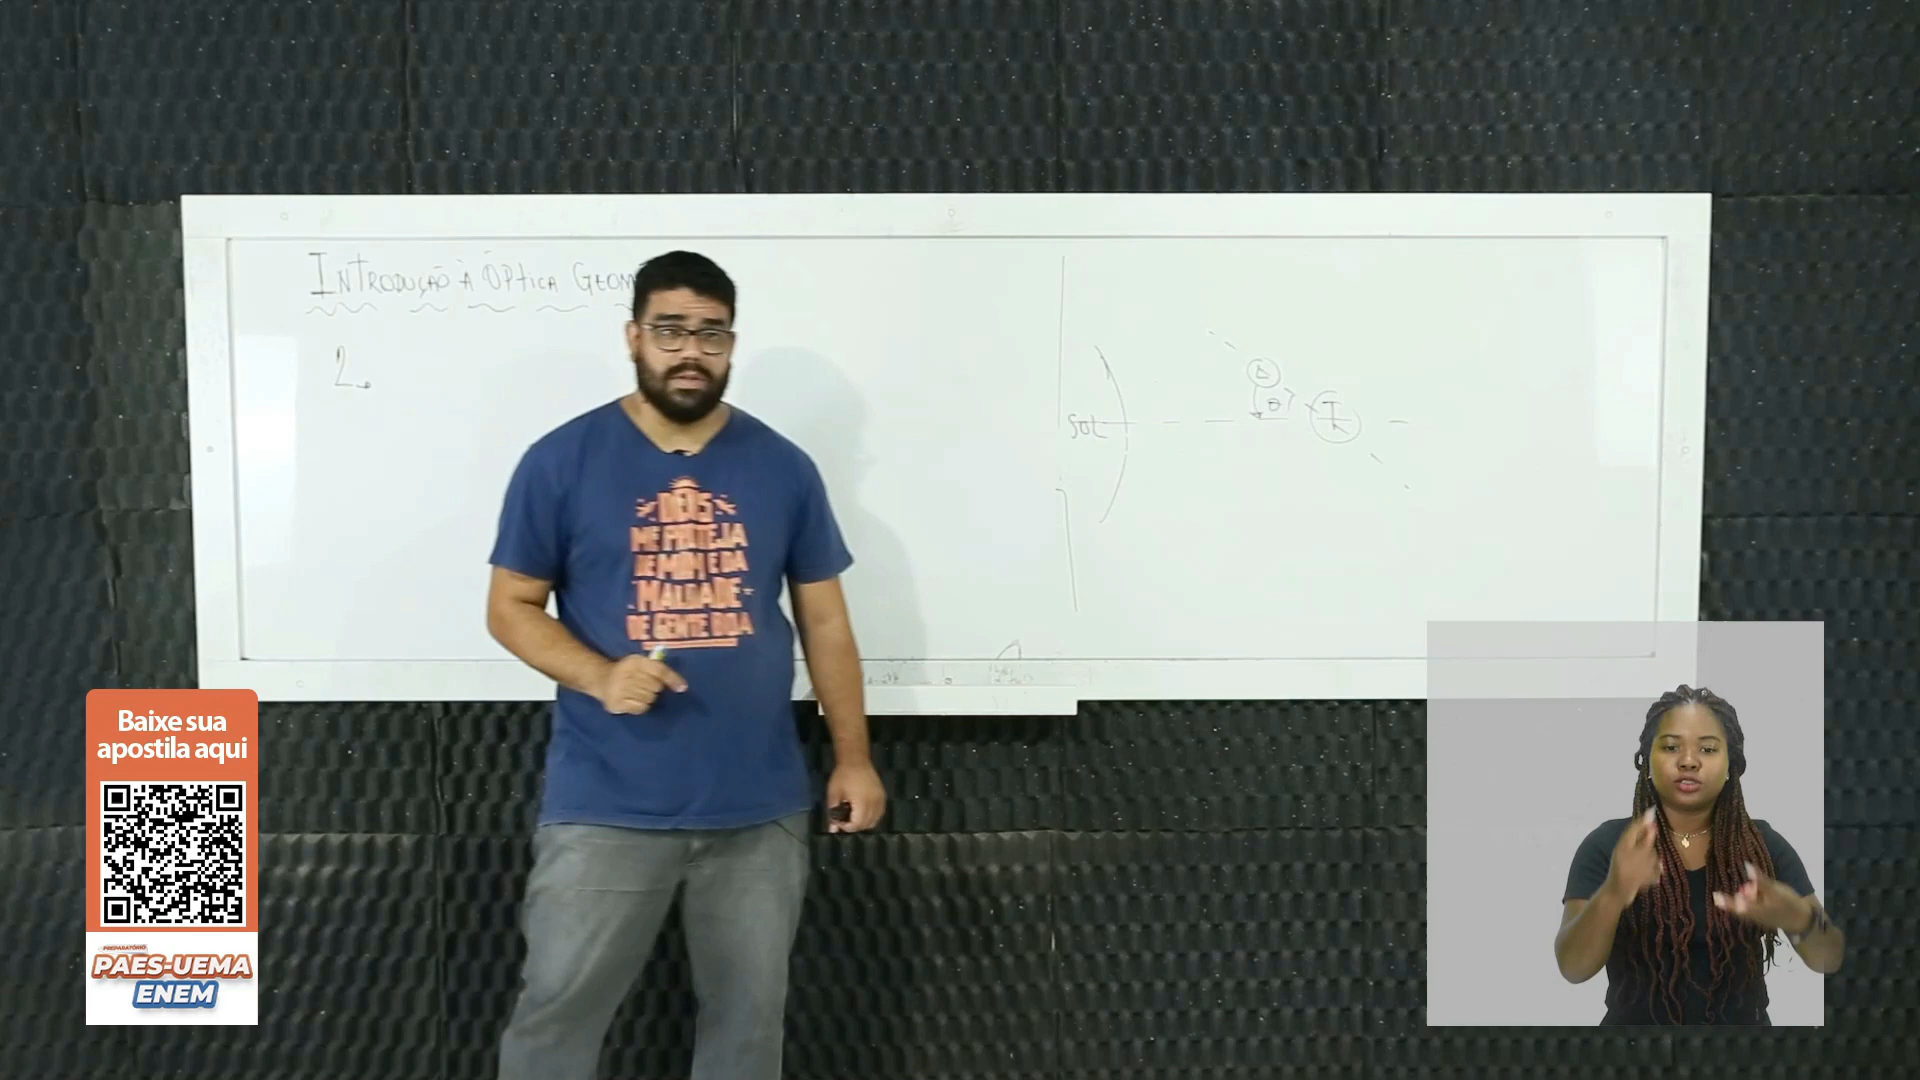 INTRODUÇÃO À ÓPTICA GEOM
2.
SOL
θ
T
DEUS
ME PROTEJA
DE MIM E DA
MALDADE
DE GENTE BOA
Baixe sua
apostila aqui
PREPARATÓRIO
PAES-UEMA
ENEM